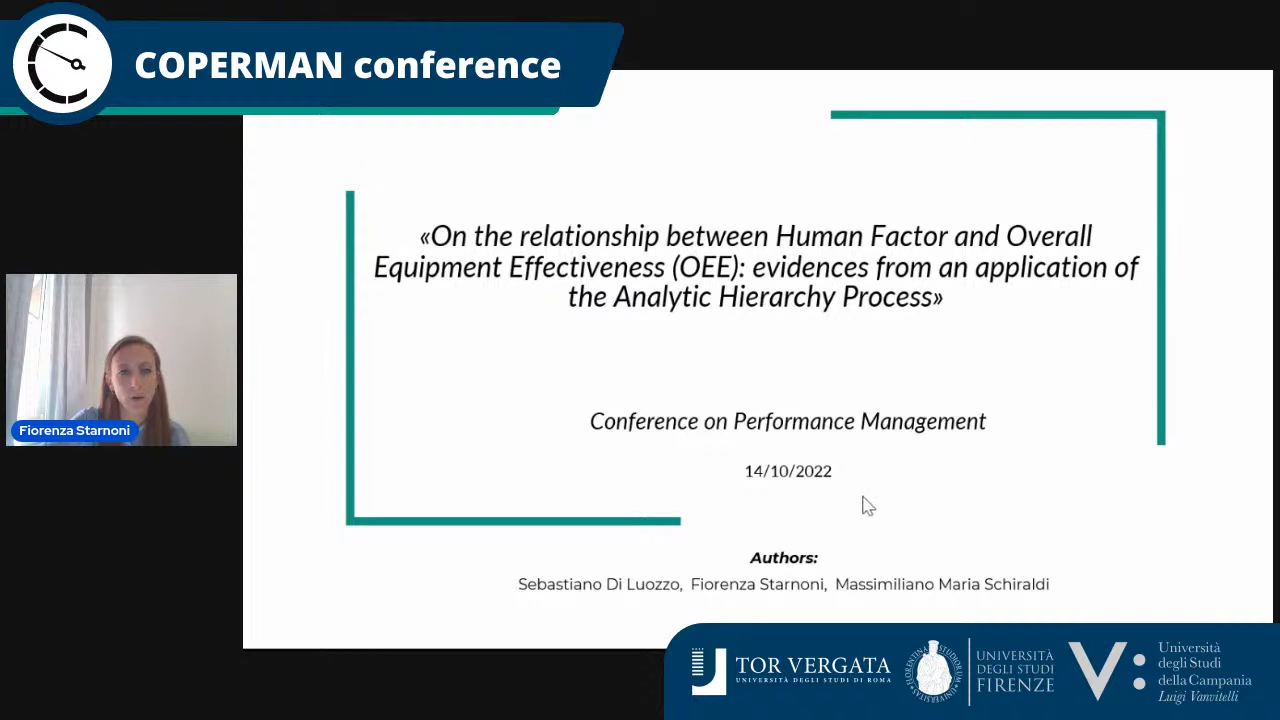 COPERMAN conference
«On the relationship between Human Factor and Overall
Equipment Effectiveness (OEE): evidences from an application of
the Analytic Hierarchy Process»
Conference on Performance Management
14/10/2022
Authors:
Sebastiano Di Luozzo, Fiorenza Starnoni, Massimiliano Maria Schiraldi
Fiorenza Starnoni
TOR VERGATA
UNIVERSITÀ DEGLI STUDI DI ROMA
FLORENTINA STUDIORUM
UNIVERSITÀ
DEGLI STUDI
FIRENZE
V:
Università
degli Studi
della Campania
Luigi Vanvitelli